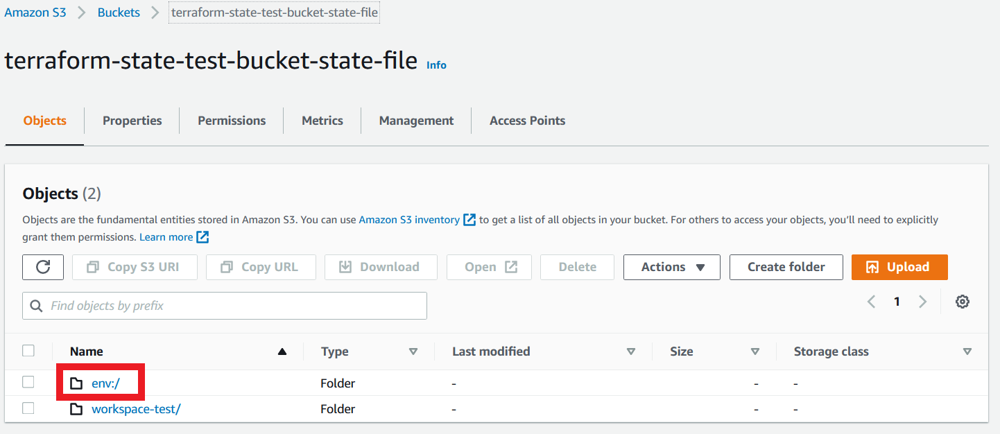 Amazon S3 > Buckets > terraform-state-test-bucket-state-file
terraform-state-test-bucket-state-file Info
Objects Properties Permissions Metrics Management Access Points
Objects (2)
Objects are the fundamental entities stored in Amazon S3. You can use Amazon S3 inventory to get a list of all objects in your bucket. For others to access your objects, you’ll need to explicitly
grant them permissions. Learn more
Copy S3 URI Copy URL Download Open Delete Actions Create folder Upload
Find objects by prefix 1
Name Type Last modified Size Storage class
env:/ Folder - - -
workspace-test/ Folder - - -